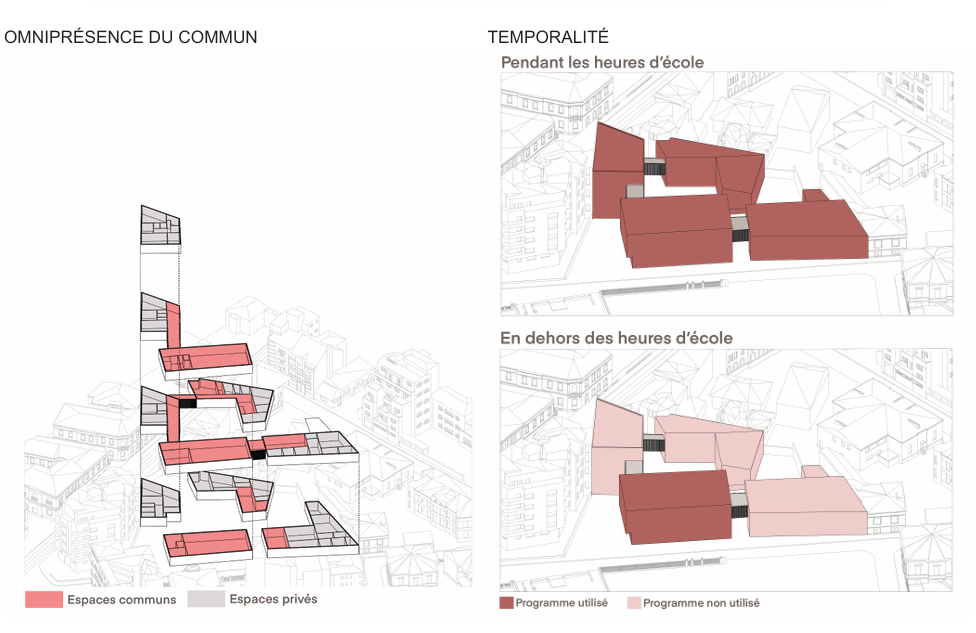 OMNIPRÉSENCE DU COMMUN
TEMPORALITÉ
Pendant les heures d'école
En dehors des heures d'école
Espaces communs
Espaces privés
Programme utilisé
Programme non utilisé